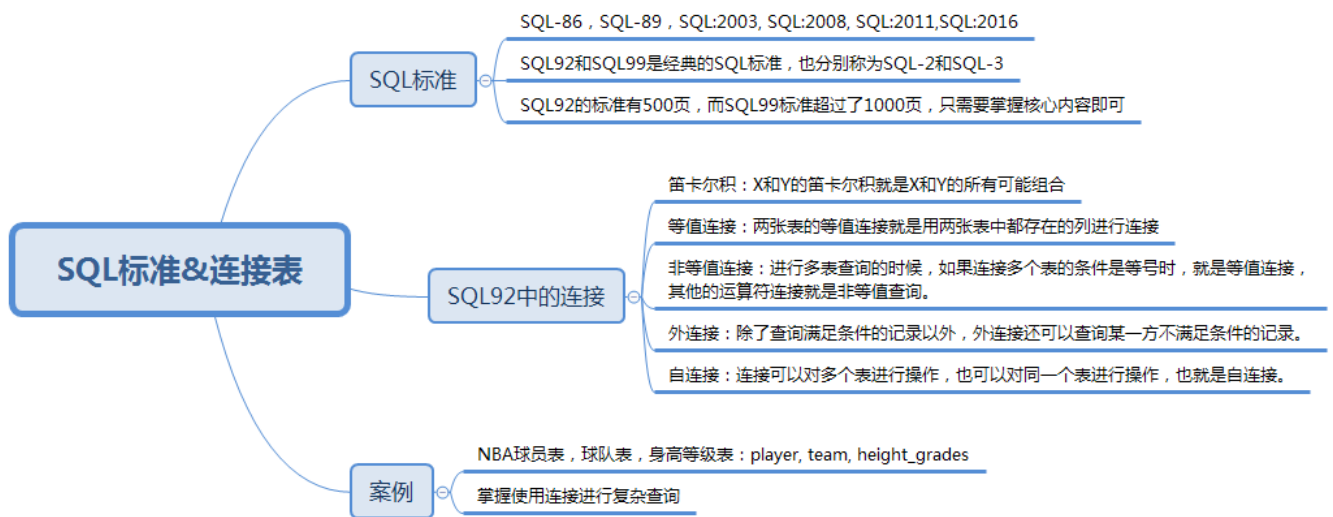 SQL标准&连接表
SQL标准
SQL-86，SQL-89，SQL:2003, SQL:2008, SQL:2011,SQL:2016
SQL92和SQL99是经典的SQL标准，也分别称为SQL-2和SQL-3
SQL92的标准有500页，而SQL99标准超过了1000页，只需要掌握核心内容即可
SQL92中的连接
笛卡尔积：X和Y的笛卡尔积就是X和Y的所有可能组合
等值连接：两张表的等值连接就是用两张表中都存在的列进行连接
非等值连接：进行多表查询的时候，如果连接多个表的条件是等号时，就是等值连接，
其他的运算符连接就是非等值查询。
外连接：除了查询满足条件的记录以外，外连接还可以查询某一方不满足条件的记录。
自连接：连接可以对多个表进行操作，也可以对同一个表进行操作，也就是自连接。
案例
NBA球员表，球队表，身高等级表：player, team, height_grades
掌握使用连接进行复杂查询